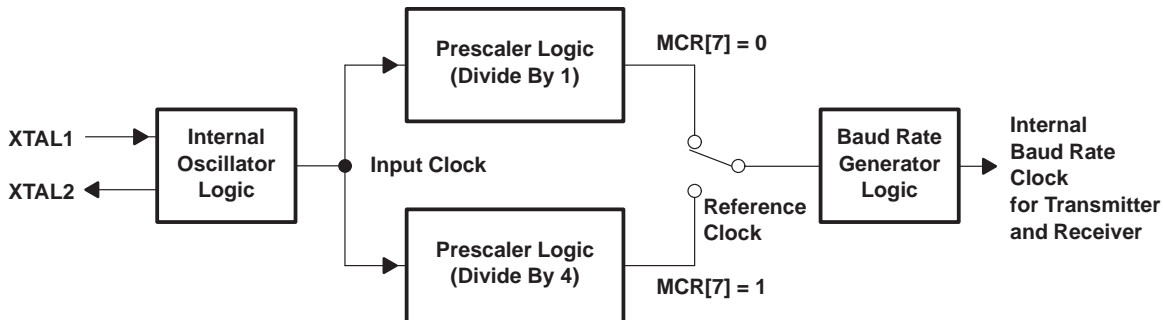 Prescaler Logic
(Divide By 1)
MCR[7] = 0
XTAL1
XTAL2
Internal
Oscillator
Logic
Input Clock
Baud Rate
Generator
Logic
Internal
Baud Rate
Clock
for Transmitter
and Receiver
Reference
Clock
Prescaler Logic
(Divide By 4)
MCR[7] = 1